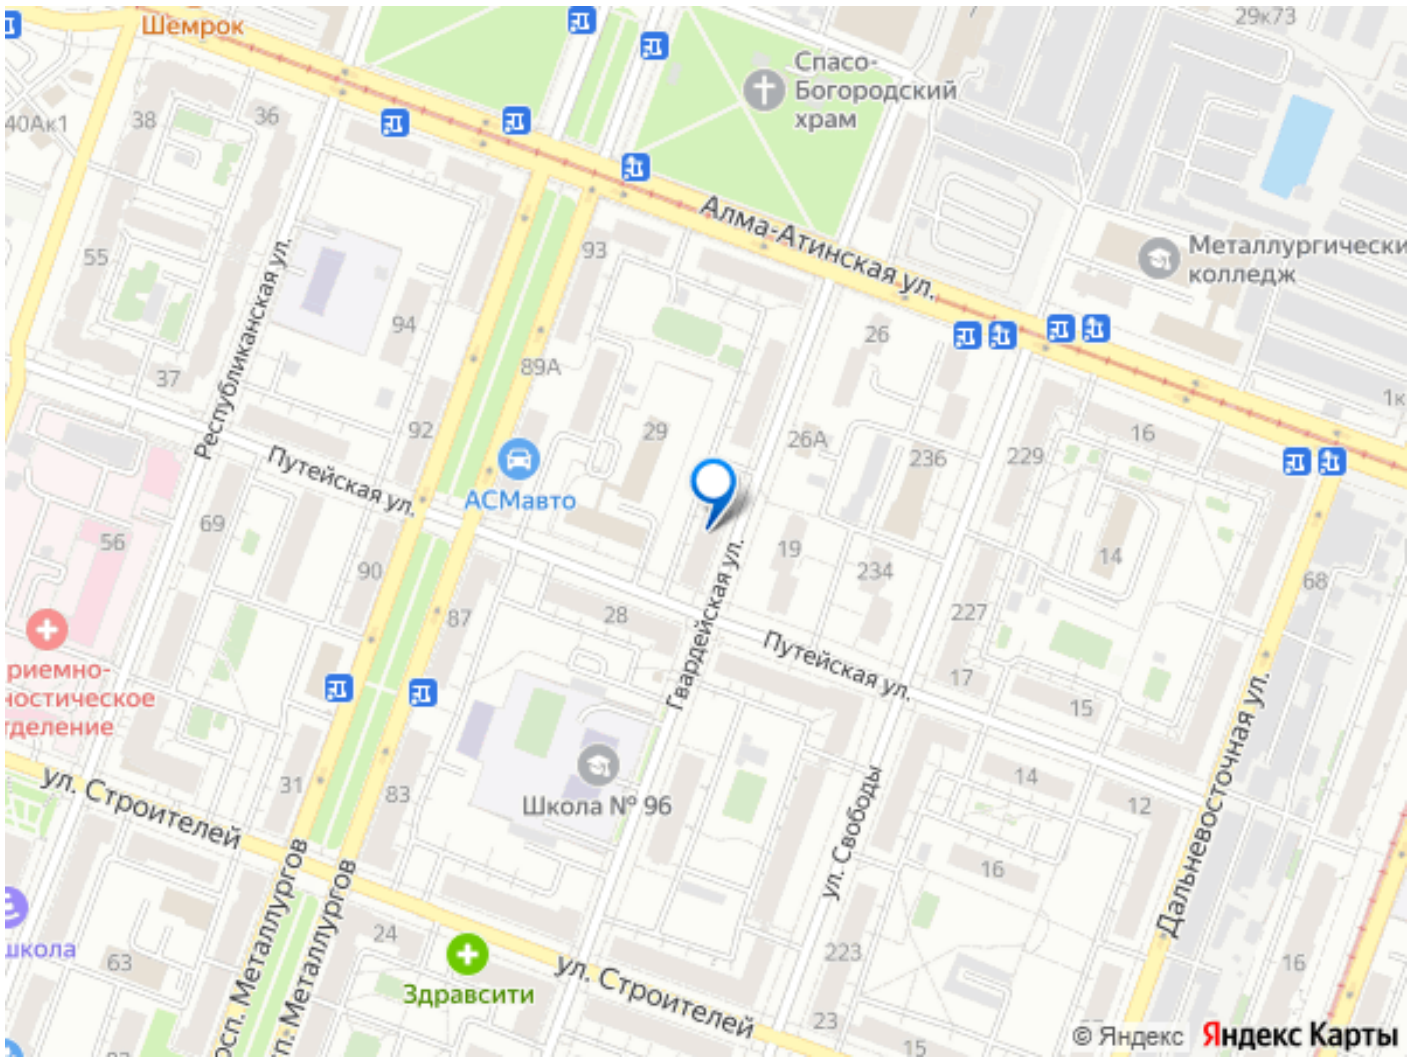 Шемрок
29к73
7
Спасо-
Богородский
храм
40Ак1
38
36
Алма-Атинская ул.
Металлургически
колледж
55
Республиканская ул.
93
94
26
89А
37
1к
92
29
26А
16
236
229
Путейская ул.
АСМавто
69
56
19
14
90
234
68
87
28
227
Гвардейская ул.
Путейская ул.
17
15
риемно-
ностическое
тделение
Дальневосточная ул.
31
83
14
12
ул. Строителей
Школа № 96
ул. Свободы
16
просп. Металлургов
сп. Металлургов
24
школа
63
223
16
Здравсити
ул. Строителей
23
15
© Яндекс Яндекс Карты